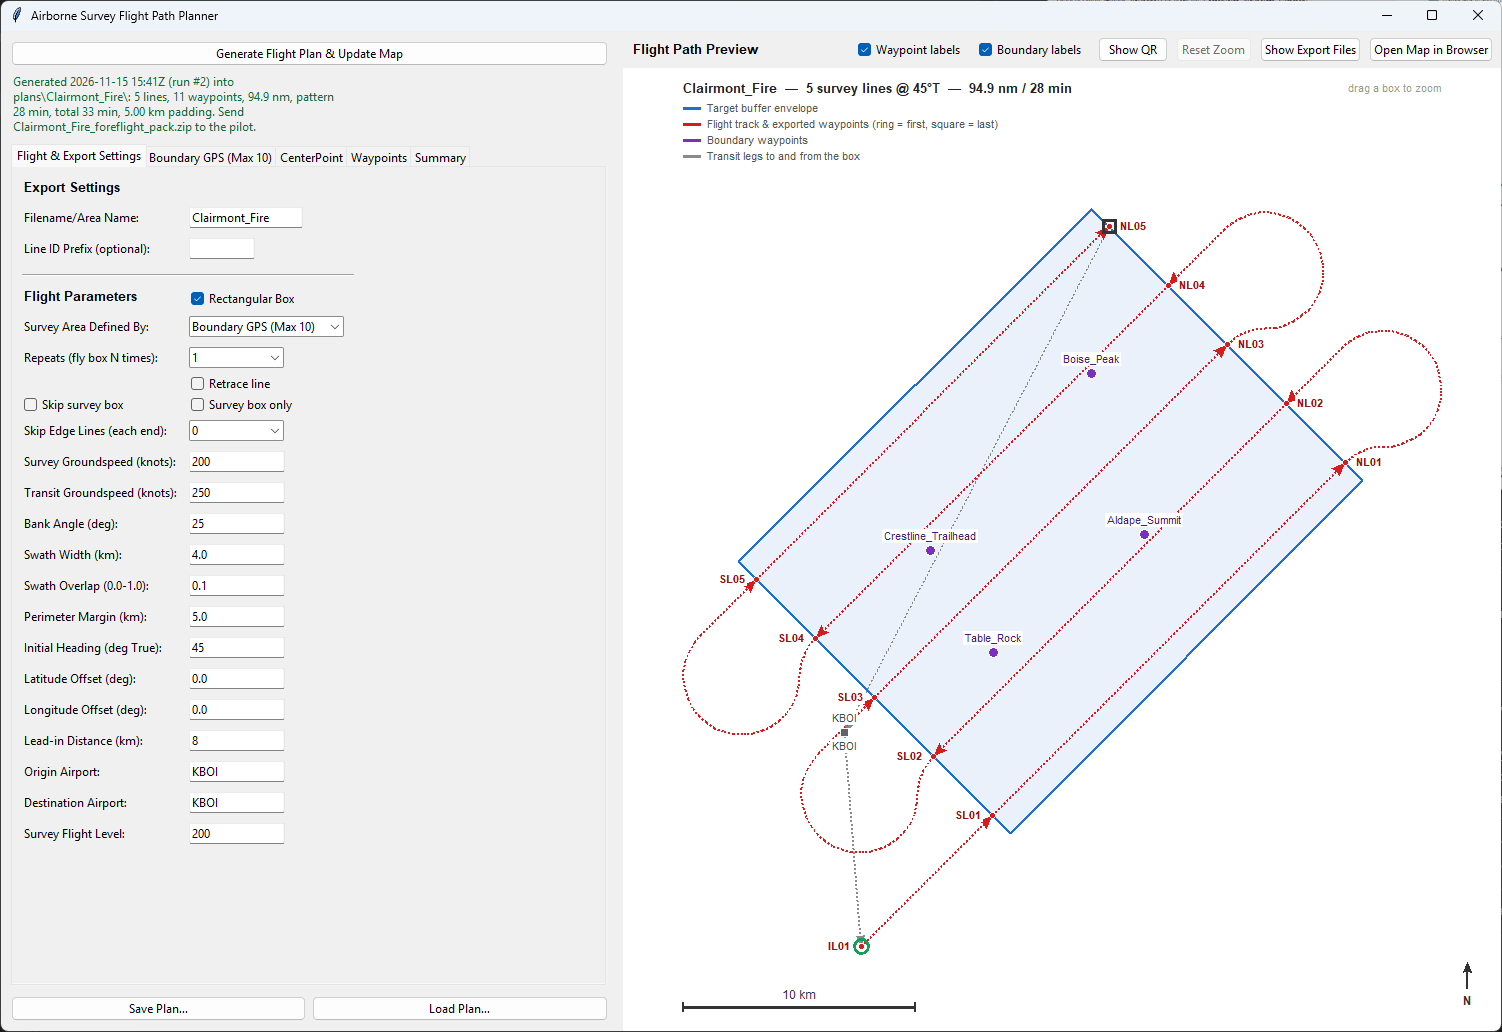 Airborne Survey Flight Path Planner
Generate Flight Plan & Update Map
Generated 2026-11-15 15:41Z (run #2) into
plans\Clairmont_Fire\: 5 lines, 11 waypoints, 94.9 nm, pattern
28 min, total 33 min, 5.00 km padding. Send
Clairmont_Fire_foreflight_pack.zip to the pilot.
Flight & Export Settings
Boundary GPS (Max 10)
CenterPoint
Waypoints
Summary
Export Settings
Filename/Area Name: Clairmont_Fire
Line ID Prefix (optional):
Flight Parameters
Rectangular Box
Survey Area Defined By: Boundary GPS (Max 10)
Repeats (fly box N times): 1
Retrace line
Skip survey box
Survey box only
Skip Edge Lines (each end): 0
Survey Groundspeed (knots): 200
Transit Groundspeed (knots): 250
Bank Angle (deg): 25
Swath Width (km): 4.0
Swath Overlap (0.0-1.0): 0.1
Perimeter Margin (km): 5.0
Initial Heading (deg True): 45
Latitude Offset (deg): 0.0
Longitude Offset (deg): 0.0
Lead-in Distance (km): 8
Origin Airport: KBOI
Destination Airport: KBOI
Survey Flight Level: 200
Save Plan...
Load Plan...
Flight Path Preview
Waypoint labels
Boundary labels
Show QR
Reset Zoom
Show Export Files
Open Map in Browser
Clairmont_Fire — 5 survey lines @ 45°T — 94.9 nm / 28 min
drag a box to zoom
Target buffer envelope
Flight track & exported waypoints (ring = first, square = last)
Boundary waypoints
Transit legs to and from the box
NL05
NL04
NL03
Boise_Peak
NL02
NL01
Aldape_Summit
Crestline_Trailhead
SL05
SL04
Table_Rock
SL03
KBOI
KBOI
SL02
SL01
IL01
10 km
N